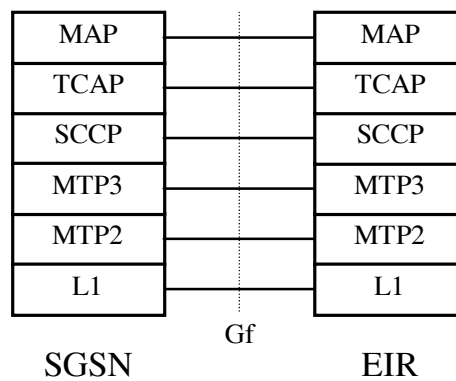 MAP MAP
TCAP TCAP
SCCP SCCP
MTP3 MTP3
MTP2 MTP2
L1 L1
Gf
SGSN EIR